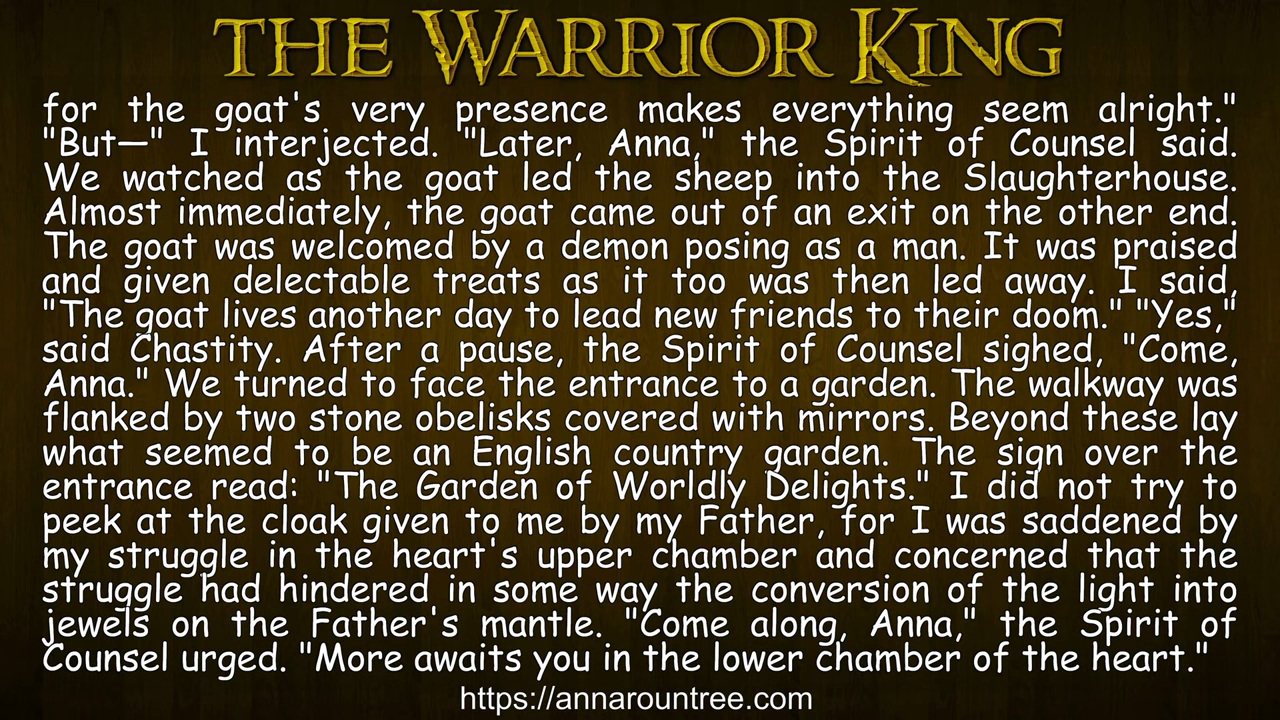 THE WARRIOR KING
for the goat's very presence makes everything seem alright."
"But—" I interjected. "Later, Anna," the Spirit of Counsel said.
We watched as the goat led the sheep into the Slaughterhouse.
Almost immediately, the goat came out of an exit on the other end.
The goat was welcomed by a demon posing as a man. It was praised
and given delectable treats as it too was then led away. I said,
"The goat lives another day to lead new friends to their doom." "Yes,"
said Chastity. After a pause, the Spirit of Counsel sighed, "Come,
Anna." We turned to face the entrance to a garden. The walkway was
flanked by two stone obelisks covered with mirrors. Beyond these lay
what seemed to be an English country garden. The sign over the
entrance read: "The Garden of Worldly Delights." I did not try to
peek at the cloak given to me by my Father, for I was saddened by
my struggle in the heart's upper chamber and concerned that the
struggle had hindered in some way the conversion of the light into
jewels on the Father's mantle. "Come along, Anna," the Spirit of
Counsel urged. "More awaits you in the lower chamber of the heart."
https://annarountree.com